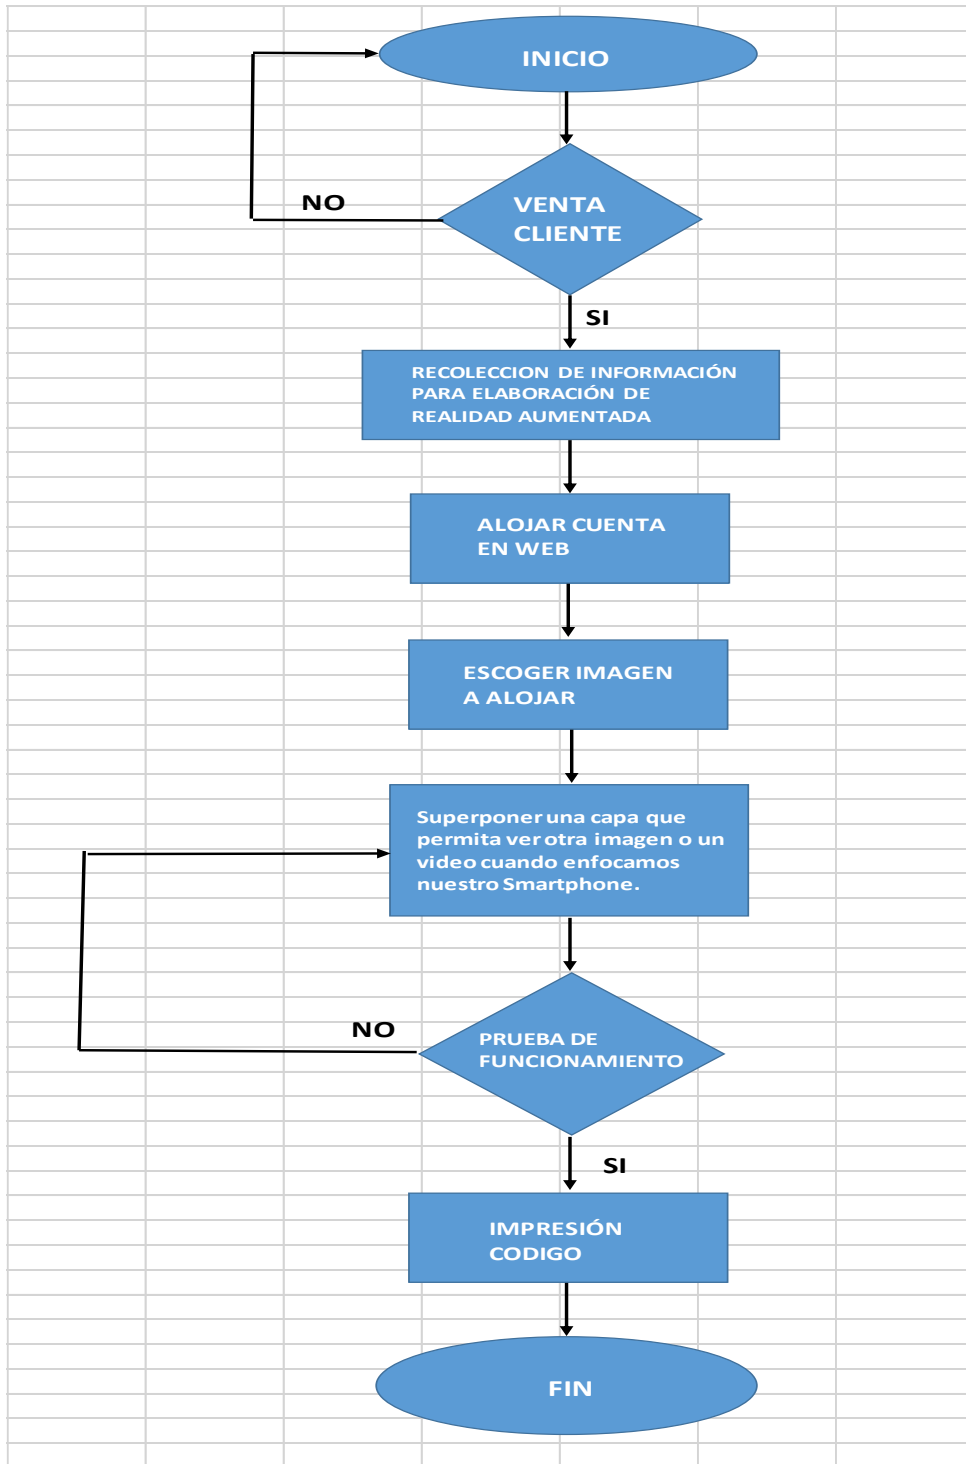 INICIO
VENTA
CLIENTE
NO
SI
RECOLECCION DE INFORMACIÓN
PARA ELABORACIÓN DE
REALIDAD AUMENTADA
ALOJAR CUENTA
EN WEB
ESCOGER IMAGEN
A ALOJAR
Superponer una capa que
permita ver otra imagen o un
video cuando enfocamos
nuestro Smartphone.
NO
PRUEBA DE
FUNCIONAMIENTO
SI
IMPRESIÓN
CODIGO
FIN